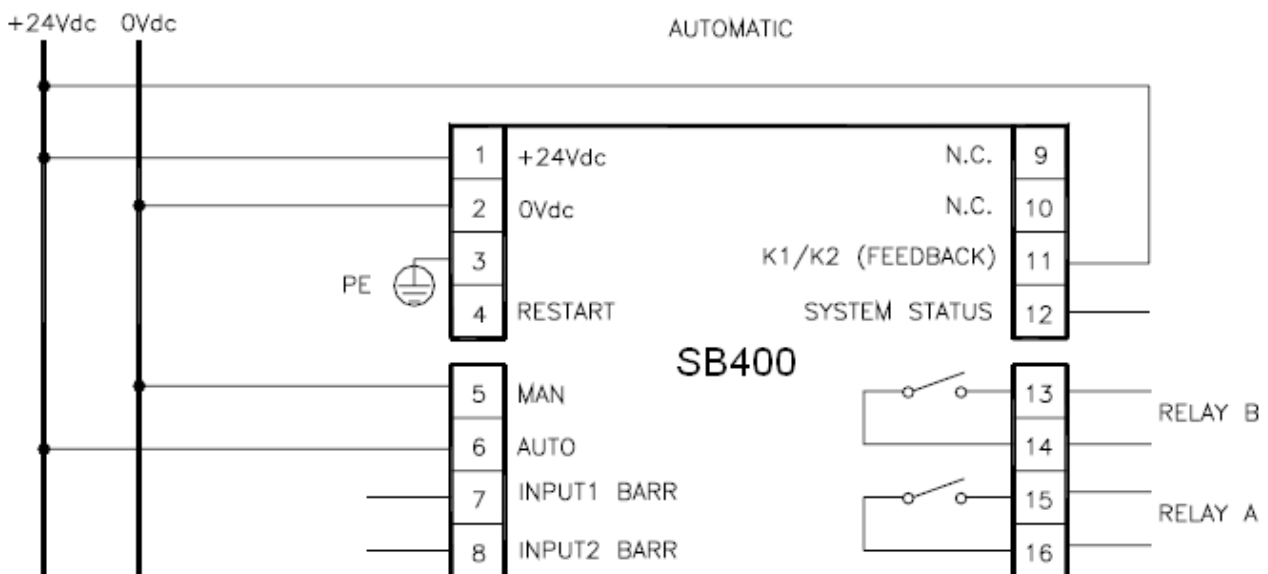 +24Vdc 0Vdc
AUTOMATIC
1 +24Vdc N.C. 9
2 0Vdc N.C. 10
PE 3 K1/K2 (FEEDBACK) 11
4 RESTART SYSTEM STATUS 12
SB400
5 MAN 13 RELAY B
6 AUTO 14
7 INPUT1 BARR 15 RELAY A
8 INPUT2 BARR 16